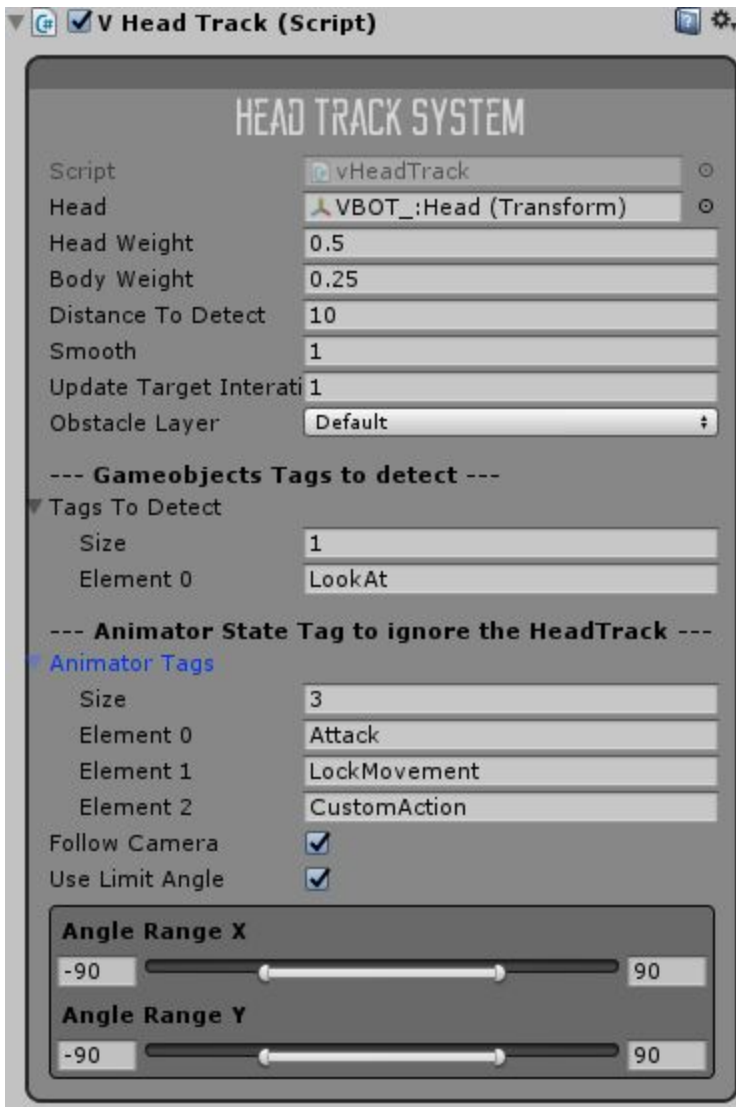 V Head Track (Script)
HEAD TRACK SYSTEM
Script vHeadTrack
Head VBOT_:Head (Transform)
Head Weight 0.5
Body Weight 0.25
Distance To Detect 10
Smooth 1
Update Target Interati 1
Obstacle Layer Default
--- Gameobjects Tags to detect ---
Tags To Detect
Size 1
Element 0 LookAt
--- Animator State Tag to ignore the HeadTrack ---
Animator Tags
Size 3
Element 0 Attack
Element 1 LockMovement
Element 2 CustomAction
Follow Camera
Use Limit Angle
Angle Range X
-90 90
Angle Range Y
-90 90